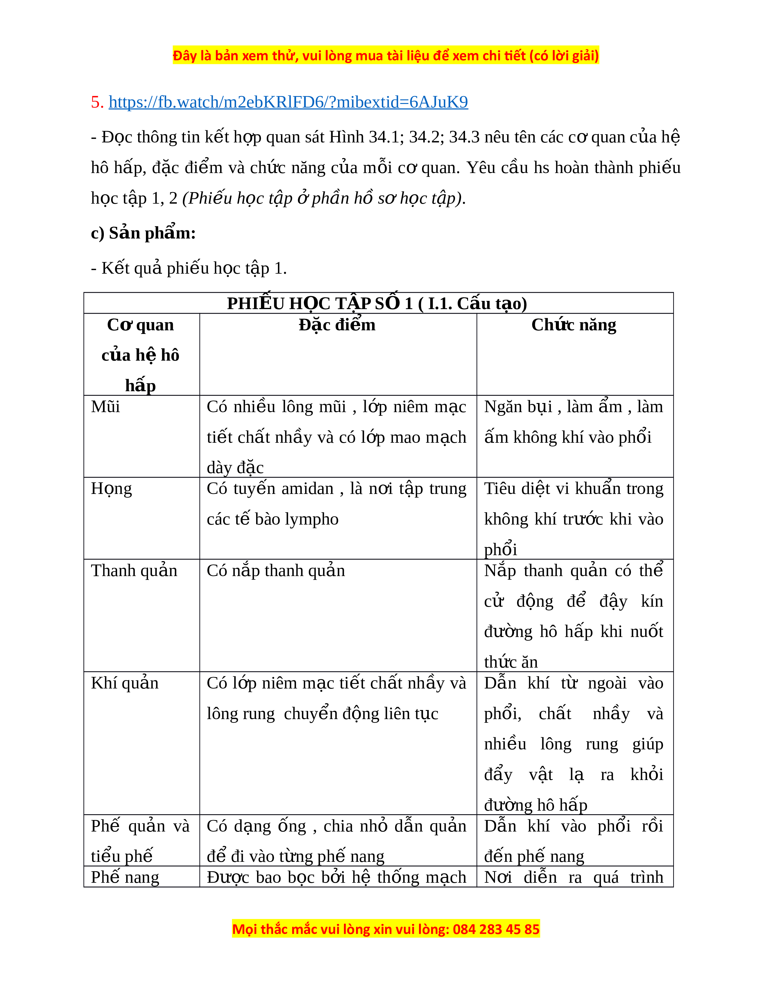 Đây là bản xem thử, vui lòng mua tài liệu để xem chi tiết (có lời giải)
5. https://fb.watch/m2ebKRlFD6/?mibextid=6AJuK9
- Đọc thông tin kết hợp quan sát Hình 34.1; 34.2; 34.3 nêu tên các cơ quan của hệ
hô hấp, đặc điểm và chức năng của mỗi cơ quan. Yêu cầu hs hoàn thành phiếu
học tập 1, 2 (Phiếu học tập ở phần hồ sơ học tập).
c) Sản phẩm:
- Kết quả phiếu học tập 1.
PHIẾU HỌC TẬP SỐ 1 ( I.1. Cấu tạo)
Cơ quan
của hệ hô
hấp
Đặc điểm
Chức năng
Mũi
Có nhiều lông mũi , lớp niêm mạc
tiết chất nhầy và có lớp mao mạch
dày đặc
Ngăn bụi , làm ẩm , làm
ấm không khí vào phổi
Họng
Có tuyến amidan , là nơi tập trung
các tế bào lympho
Tiêu diệt vi khuẩn trong
không khí trước khi vào
phổi
Thanh quản
Có nắp thanh quản
Nắp thanh quản có thể
cử động để đậy kín
đường hô hấp khi nuốt
thức ăn
Khí quản
Có lớp niêm mạc tiết chất nhầy và
lông rung  chuyển động liên tục
Dẫn khí từ ngoài vào
phổi, chất nhầy và
nhiều lông rung giúp
đẩy vật lạ ra khỏi
đường hô hấp
Phế quản và
tiểu phế
Có dạng ống , chia nhỏ dẫn quản
để đi vào từng phế nang
Dẫn khí vào phổi rồi
đến phế nang
Phế nang
Được bao bọc bởi hệ thống mạch
Nơi diễn ra quá trình
Mọi thắc mắc vui lòng xin vui lòng: 084 283 45 85